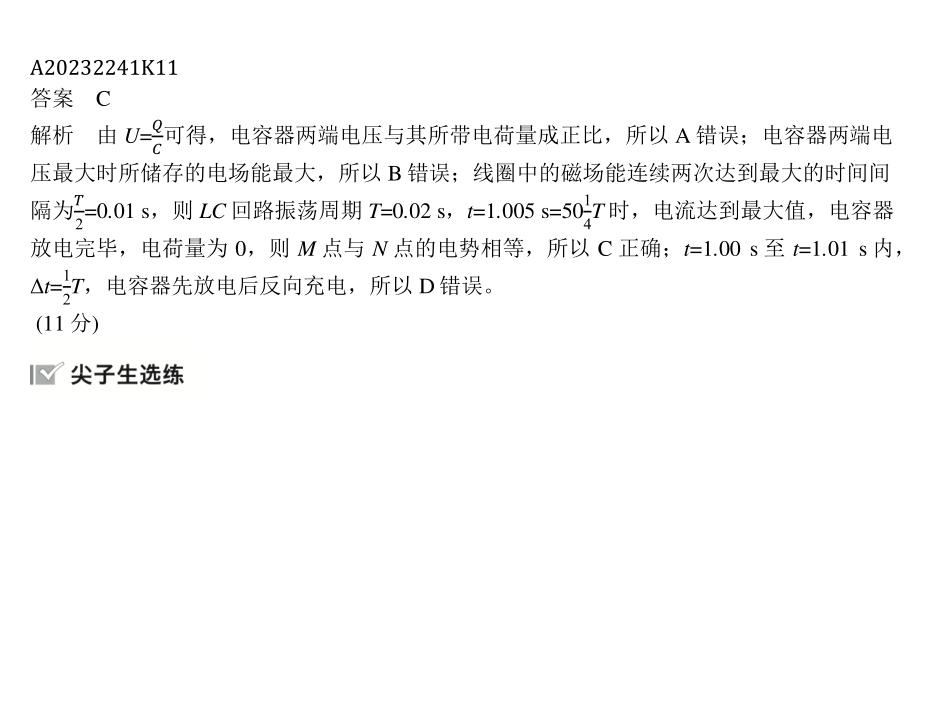 A20232241K11
答案 C
解析 由 U=Q/C可得，电容器两端电压与其所带电荷量成正比，所以 A 错误；电容器两端电
压最大时所储存的电场能最大，所以 B 错误；线圈中的磁场能连续两次达到最大的时间间
隔为T/2=0.01 s，则 LC 回路振荡周期 T=0.02 s，t=1.005 s=50 1/4 T 时，电流达到最大值，电容器
放电完毕，电荷量为 0，则 M 点与 N 点的电势相等，所以 C 正确；t=1.00 s 至 t=1.01 s 内，
Δt=1/2 T，电容器先放电后反向充电，所以 D 错误。
(11 分)
尖子生选练